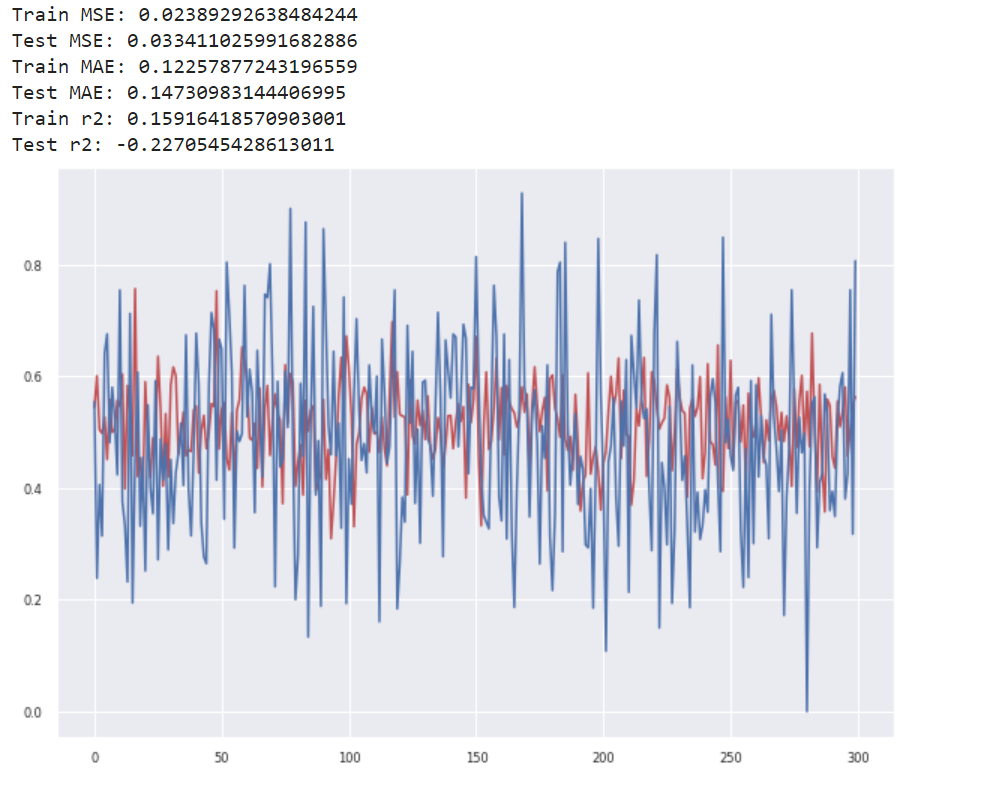 Train MSE: 0.02389292638484244
Test MSE: 0.033411025991682886
Train MAE: 0.12257877243196559
Test MAE: 0.14730983144406995
Train r2: 0.15916418570903001
Test r2: -0.2270545428613011
0.8
0.6
0.4
0.2
0.0
0 50 100 150 200 250 300